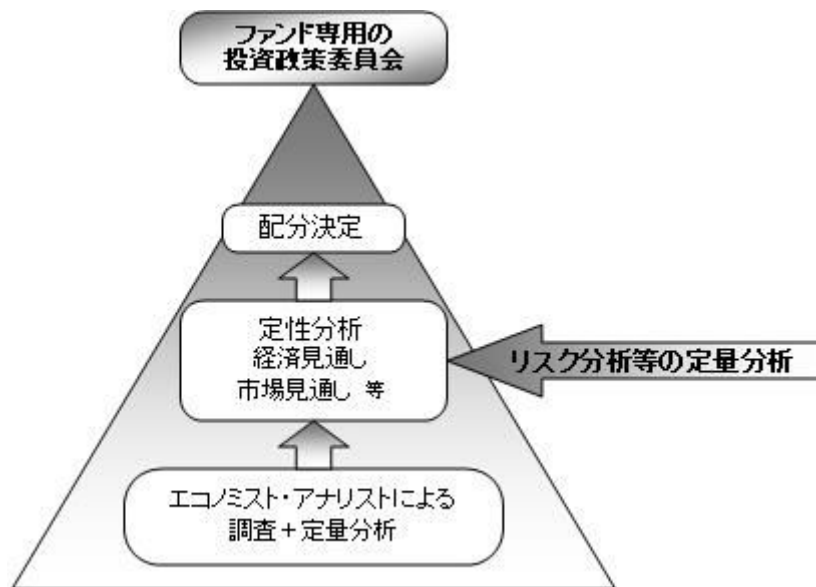 ファンド専用の
投資政策委員会
配分決定
定性分析
経済見通し
市場見通し 等
リスク分析等の定量分析
エコノミスト・アナリストによる
調査+定量分析